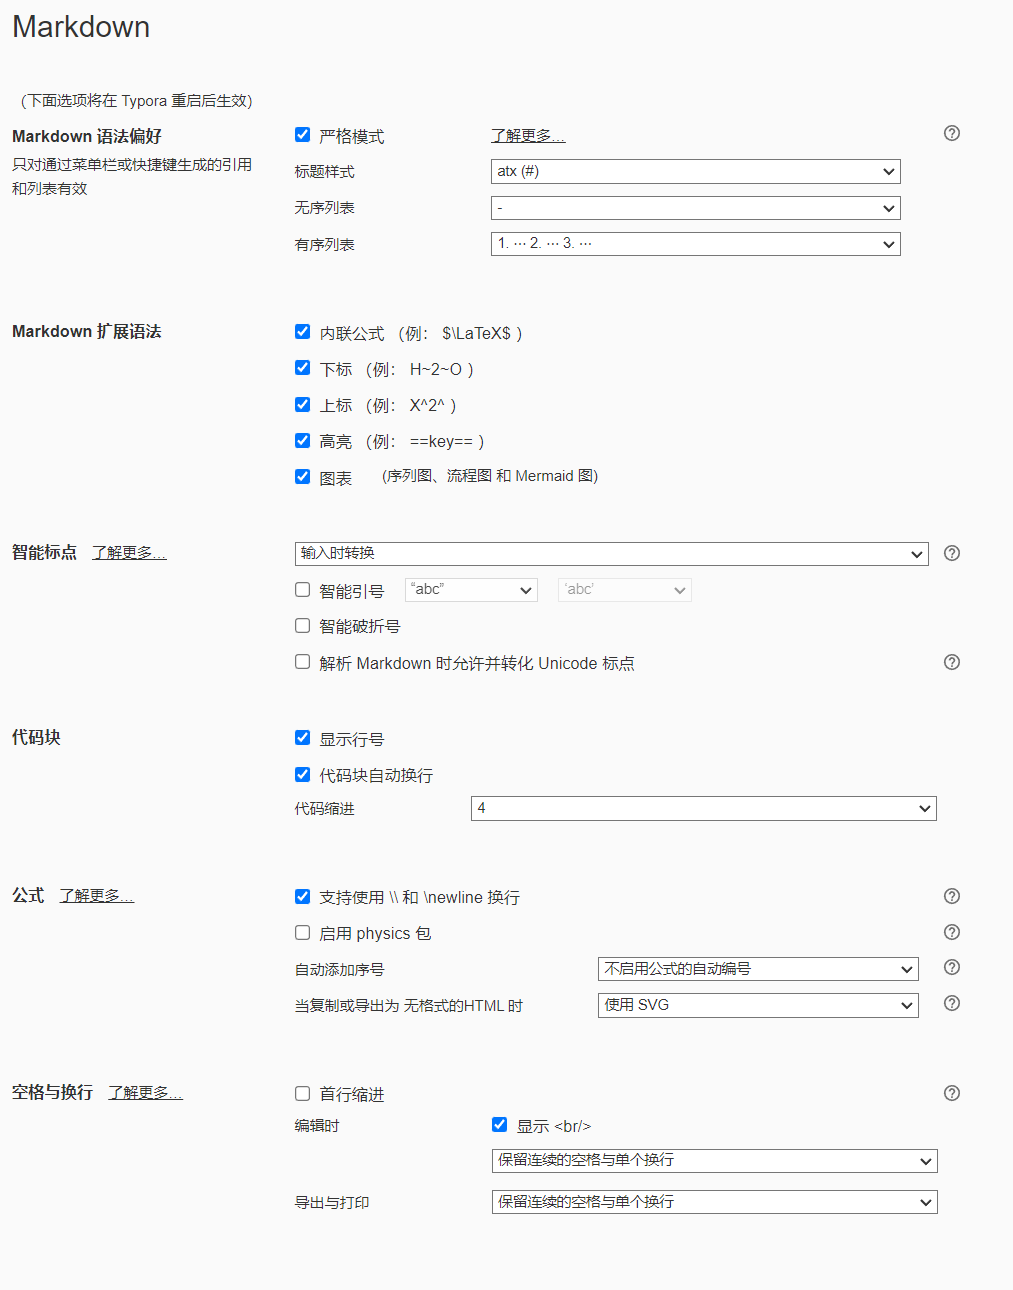 Markdown
(下面选项将在 Typora 重启后生效)
Markdown 语法偏好
只对通过菜单栏或快捷键生成的引用
和列表有效
严格模式 了解更多...
标题样式 atx (#)
无序列表 -
有序列表 1. ··· 2. ··· 3. ···
Markdown 扩展语法
内联公式 （例： $\LaTeX$ ）
下标 （例： H~2~O ）
上标 （例： X^2^ ）
高亮 （例： ==key== ）
图表 (序列图、流程图 和 Mermaid 图)
智能标点 了解更多... 输入时转换
智能引号 “abc” ‘abc’
智能破折号
解析 Markdown 时允许并转化 Unicode 标点
代码块
显示行号
代码块自动换行
代码缩进 4
公式 了解更多... 支持使用 \\ 和 \newline 换行
启用 physics 包
自动添加序号 不启用公式的自动编号
当复制或导出为 无格式的HTML 时 使用 SVG
空格与换行 了解更多... 首行缩进
编辑时 显示 <br/>
保留连续的空格与单个换行
导出与打印 保留连续的空格与单个换行